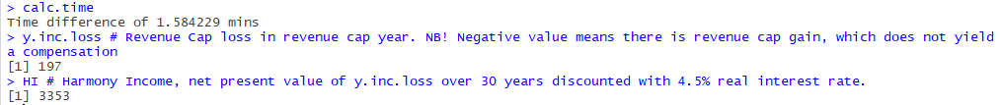 > calc.time
Time difference of 1.584229 mins
> y.inc.loss # Revenue Cap loss in revenue cap year. NB! Negative value means there is revenue cap gain, which does not yield
a compensation
[1] 197
> HI # Harmony Income, net present value of y.inc.loss over 30 years discounted with 4.5% real interest rate.
[1] 3353